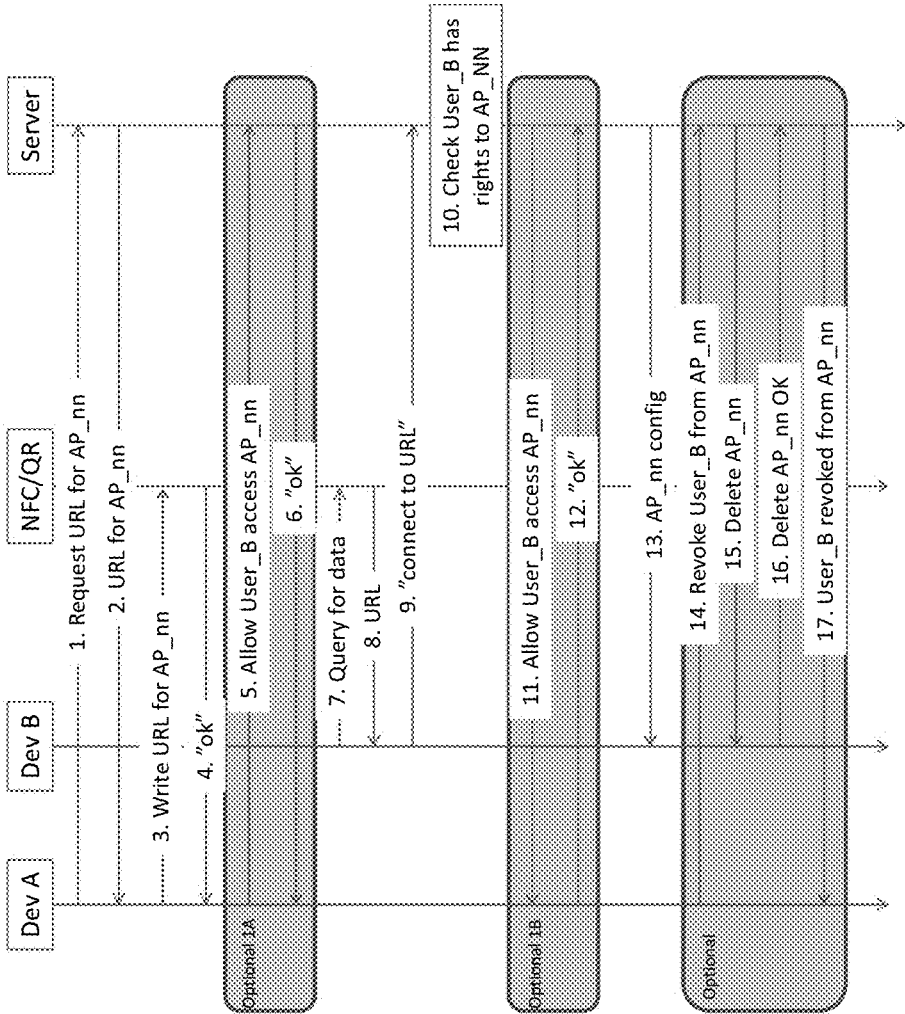 Dev A
Dev B
NFC/QR
Server
1. Request URL for AP_nn
2. URL for AP_nn
3. Write URL for AP_nn
4. ”ok”
Optional 1A
5. Allow User_B access AP_nn
6. ”ok”
7. Query for data
8. URL
9. ”connect to URL”
10. Check User_B has
rights to AP_NN
Optional 1B
11. Allow User_B access AP_nn
12. ”ok”
13. AP_nn config
Optional
14. Revoke User_B from AP_nn
15. Delete AP_nn
16. Delete AP_nn OK
17. User_B revoked from AP_nn